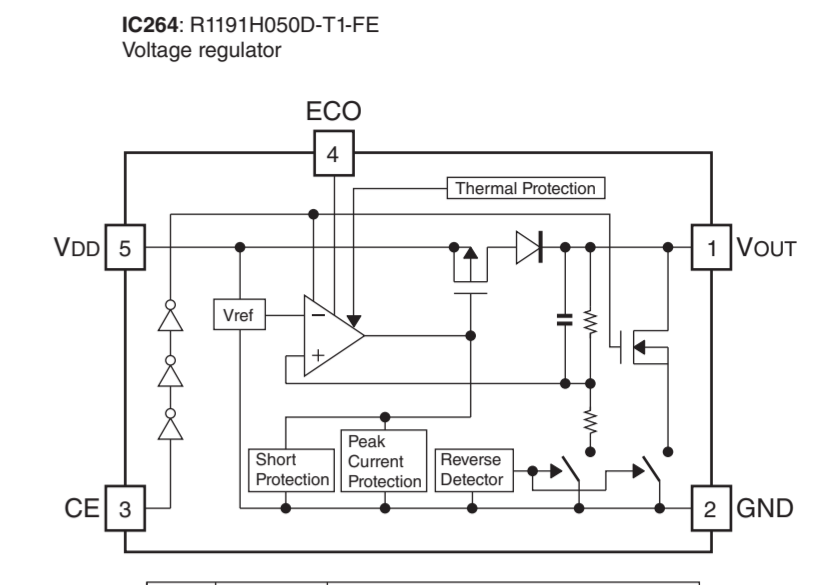 IC264: R1191H050D-T1-FE
Voltage regulator
ECO
4
Thermal Protection
VDD 5
1 VOUT
Vref
−
+
Short
Protection
Peak
Current
Protection
Reverse
Detector
CE 3
2 GND